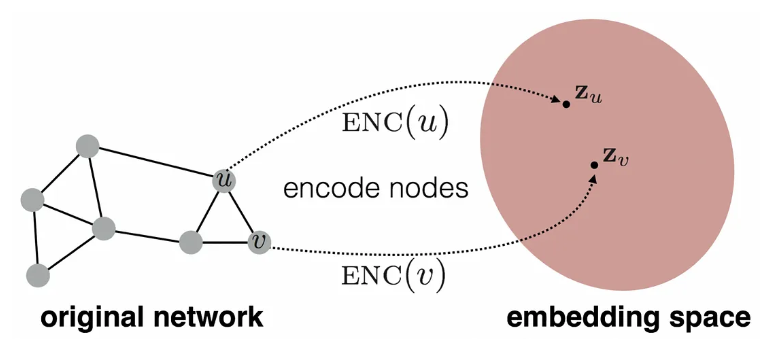 z_u
ENC(u)
u
z_v
encode nodes
v
ENC(v)
original network
embedding space